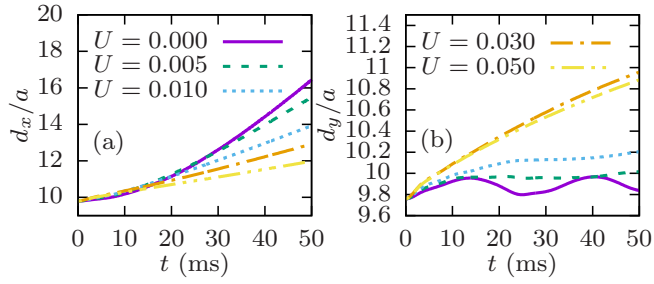 20
18
16
14
12
10
d_x/a
U = 0.000
U = 0.005
U = 0.010
(a)
0 10 20 30 40 50
t (ms)
11.4
11.2
11
10.8
10.6
10.4
10.2
10
9.8
9.6
d_y/a
U = 0.030
U = 0.050
(b)
0 10 20 30 40 50
t (ms)